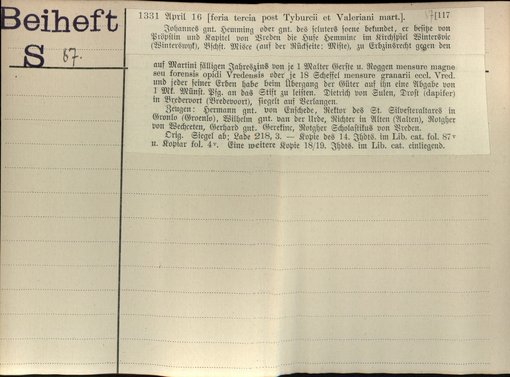 Beiheft
S 67.
1331 April 16 [feria tercia post Tyburcii et Valeriani mart.]. [117
Johannes gnt. Hemming oder gnt. des scluters soene bekundet, er besitze von
Pröpstin und Kapitel von Vreden die Hufe Hemminc im Kirchspiel Winterswic
(Winterswyk), Bschft. Misce (auf der Rückseite: Miste), zu Erbzinsrecht gegen den
auf Martini fälligen Jahreszins von je 1 Malter Gerste u. Roggen mensure magne
seu forensis opidi Vredensis oder je 18 Scheffel mensure granarii eccl. Vred.
und jeder seiner Erben habe beim Übergang der Güter auf ihn eine Abgabe von
1 Mk. Münst. Pfg. an das Stift zu leisten. Dietrich von Sulen, Drost (dapifer)
in Bredervort (Bredevoort), siegelt auf Verlangen.
Zeugen: Hermann gnt. von Enschede, Rektor des St. Silvesteraltares in
Gronlo (Groenlo), Wilhelm gnt. van der Urde, Richter in Alten (Aalten), Rotgher
von Wechreten, Gerhard gnt. Gerekinc, Rotgher Scholastikus von Vreden.
Orig. Siegel ab; Lade 218, 3. — Kopie des 14. Jhdts. im Lib. cat. fol. 87v
u. Kopiar fol. 4v. Eine weitere Kopie 18/19. Jhdts. im Lib. cat. einliegend.